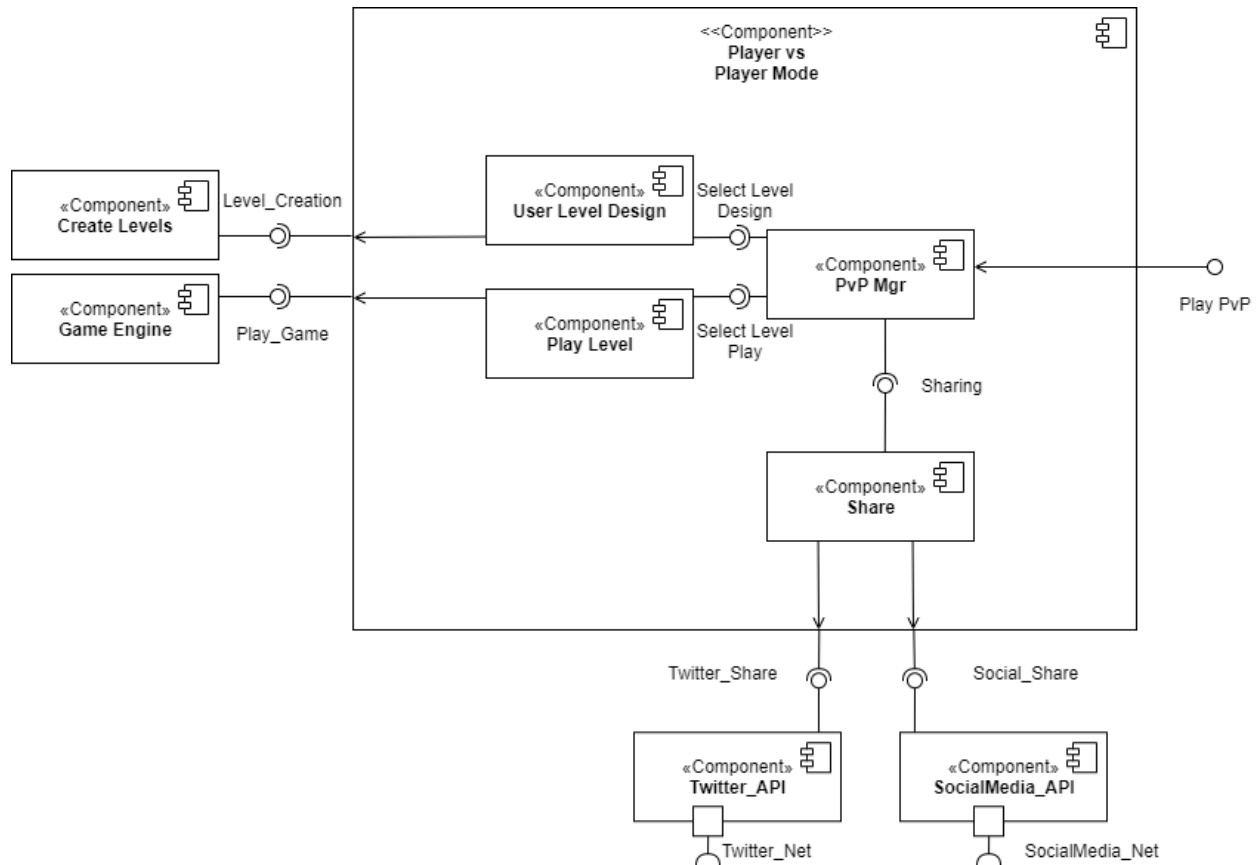 <<Component>>
Player vs
Player Mode
«Component»
User Level Design
Select Level
Design
«Component»
Create Levels
Level_Creation
«Component»
PvP Mgr
Play PvP
«Component»
Game Engine
Play_Game
«Component»
Play Level
Select Level
Play
Sharing
«Component»
Share
Twitter_Share
Social_Share
«Component»
Twitter_API
«Component»
SocialMedia_API
Twitter_Net
SocialMedia_Net